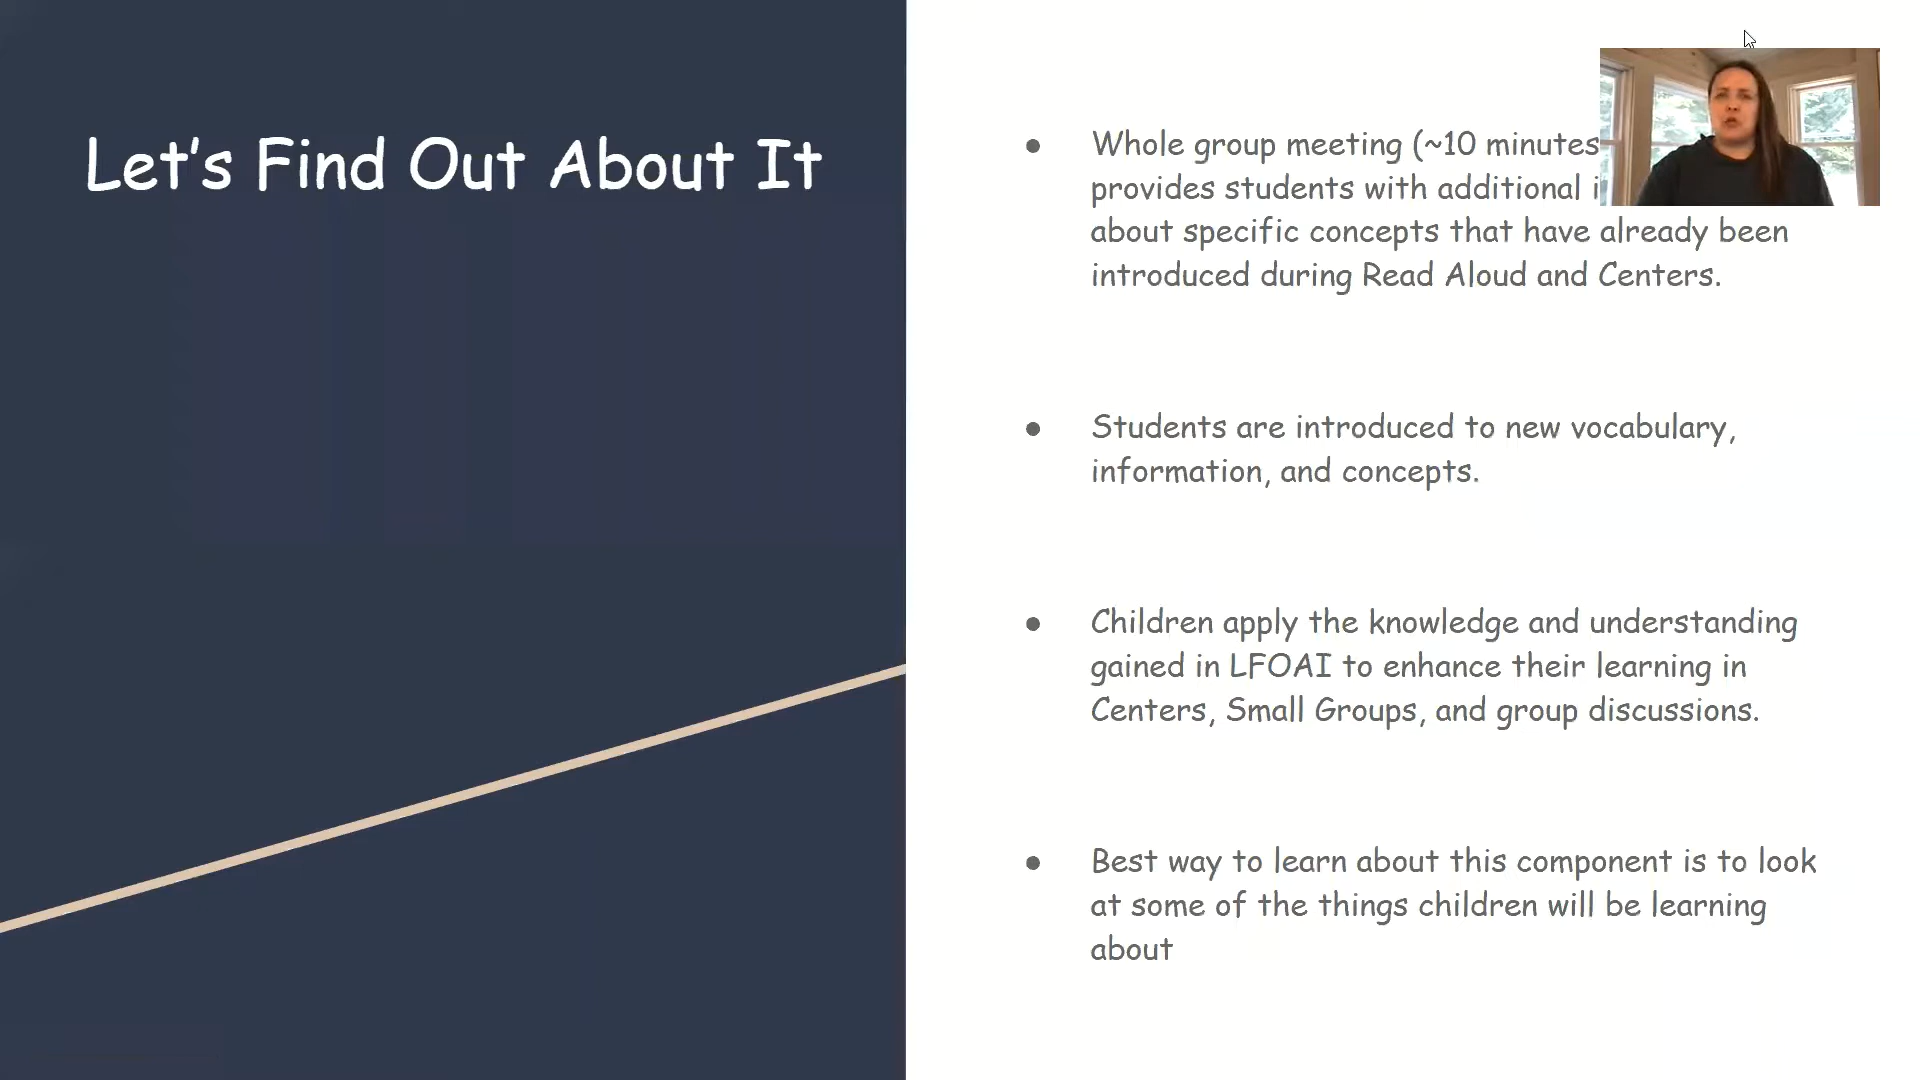 Let's Find Out About It
● Whole group meeting (~10 minutes
provides students with additional
about specific concepts that have already been
introduced during Read Aloud and Centers.
● Students are introduced to new vocabulary,
information, and concepts.
● Children apply the knowledge and understanding
gained in LFOAI to enhance their learning in
Centers, Small Groups, and group discussions.
● Best way to learn about this component is to look
at some of the things children will be learning
about